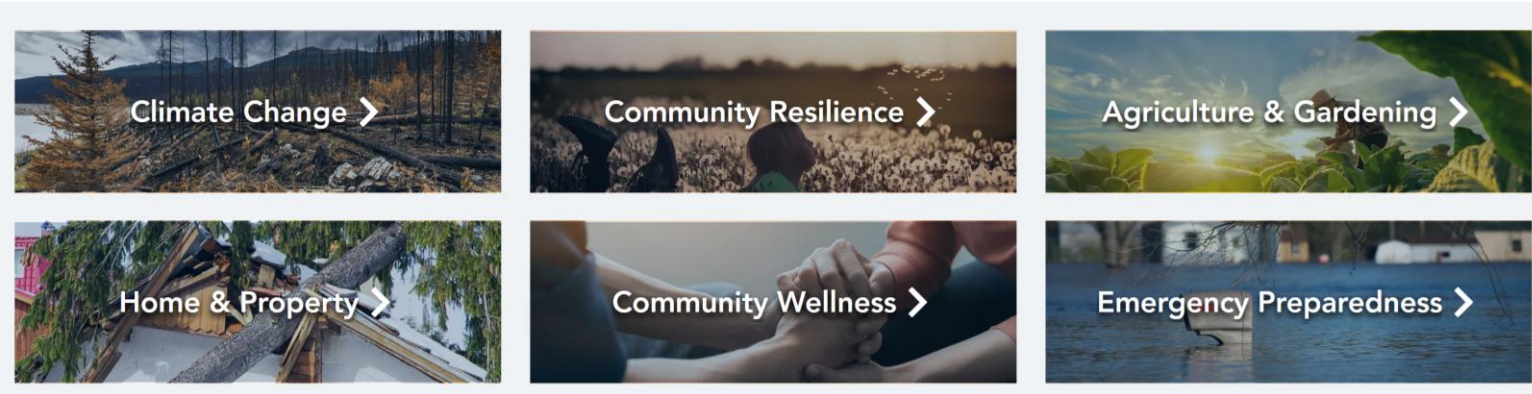 Climate Change
Community Resilience
Agriculture & Gardening
Home & Property
Community Wellness
Emergency Preparedness